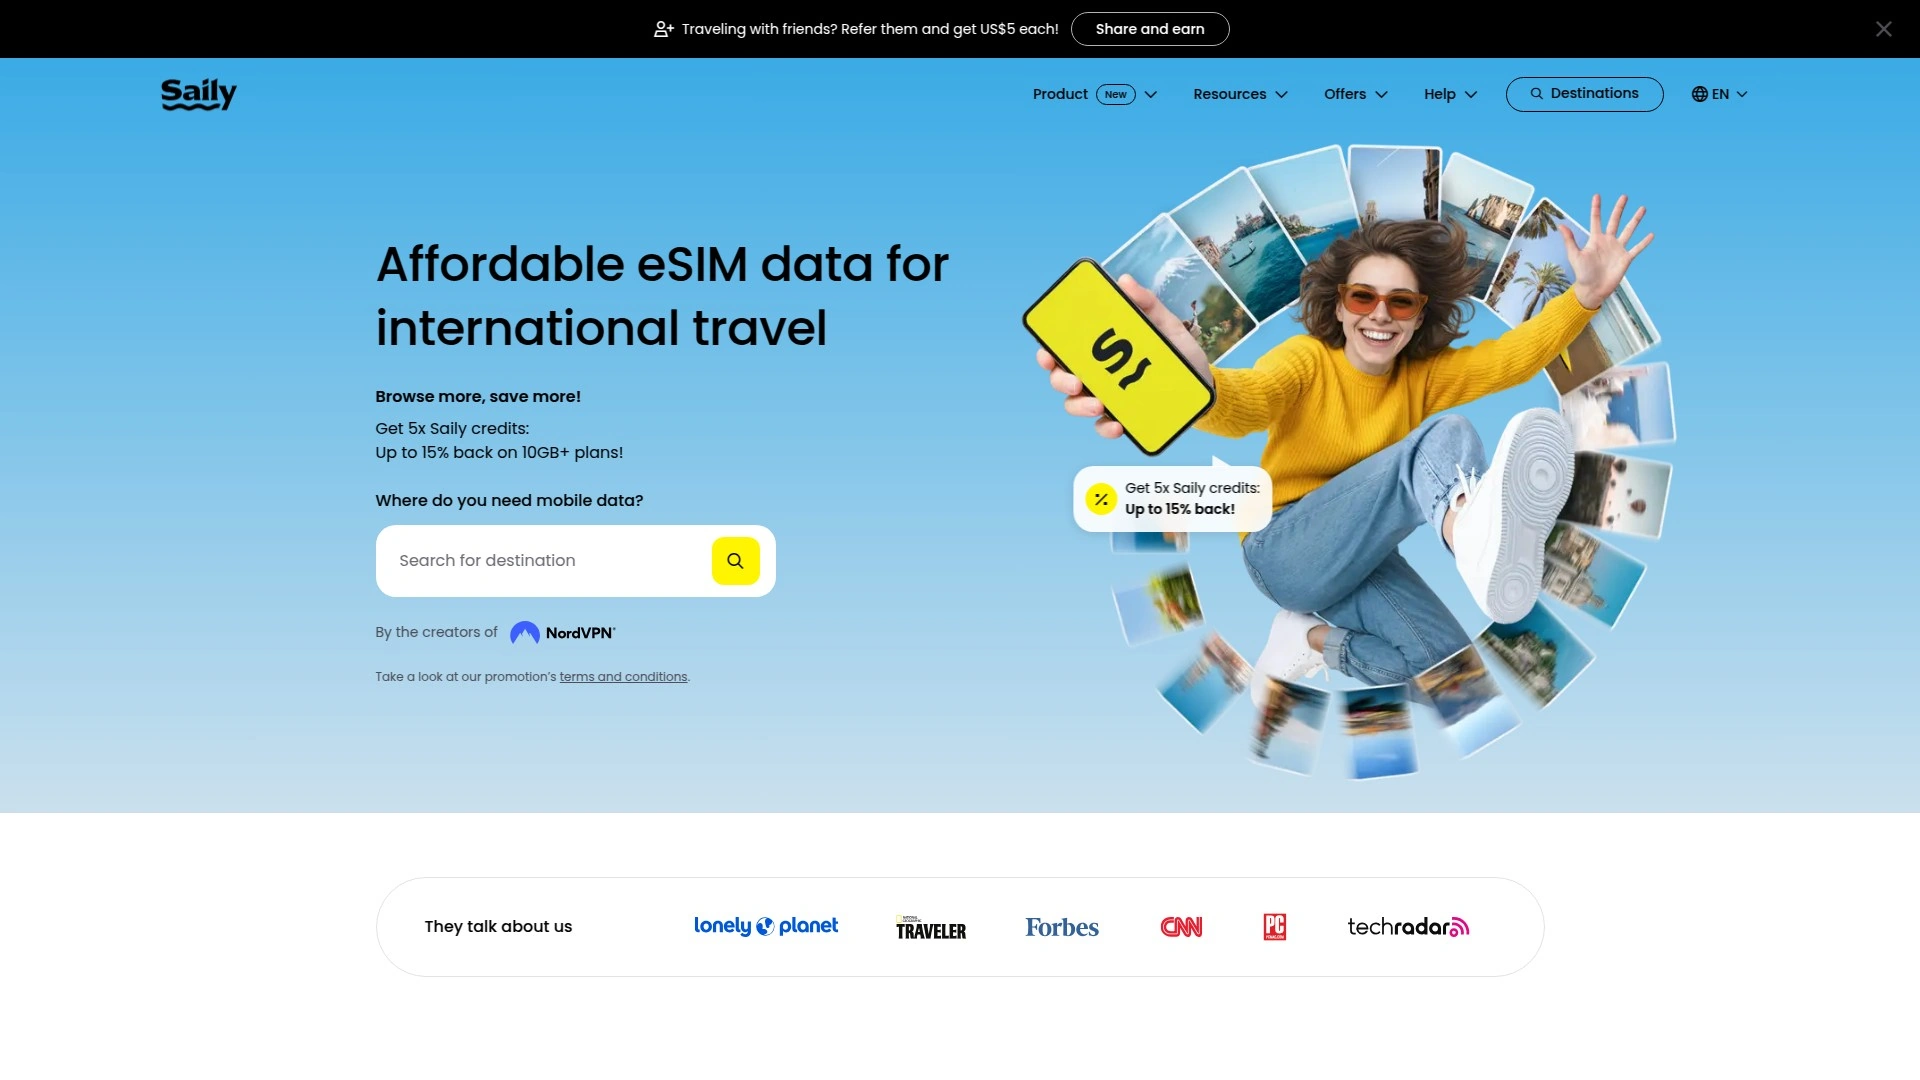 Traveling with friends? Refer them and get US$5 each!
Share and earn
Saily
Product
New
Resources
Offers
Help
Destinations
EN
Affordable eSIM data for
international travel
Browse more, save more!
Get 5x Saily credits:
Up to 15% back on 10GB+ plans!
Where do you need mobile data?
Search for destination
By the creators of
NordVPN®
Take a look at our promotion's terms and conditions.
Get 5x Saily credits:
Up to 15% back!
They talk about us
lonely planet
NATIONAL
GEOGRAPHIC
TRAVELER
Forbes
CNN
PC
techradar